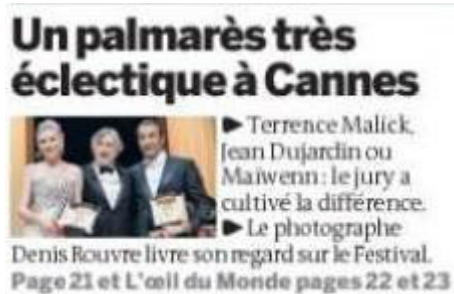 Un palmarès très
éclectique à Cannes
► Terrence Malick,
Jean Dujardin ou
Maïwenn : le jury a
cultivé la différence.
► Le photographe
Denis Rouvre livre son regard sur le Festival.
Page 21 et L'œil du Monde pages 22 et 23